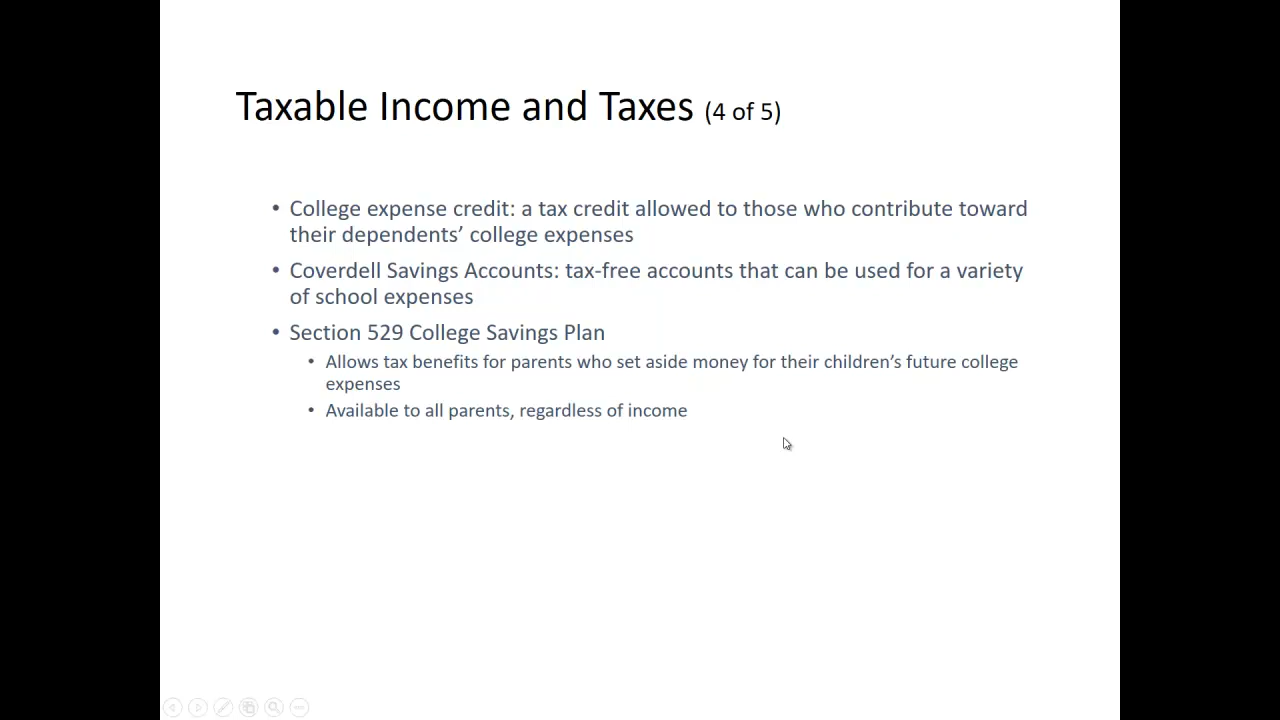 Taxable Income and Taxes (4 of 5)
• College expense credit: a tax credit allowed to those who contribute toward
their dependents’ college expenses
• Coverdell Savings Accounts: tax-free accounts that can be used for a variety
of school expenses
• Section 529 College Savings Plan
• Allows tax benefits for parents who set aside money for their children’s future college
expenses
• Available to all parents, regardless of income